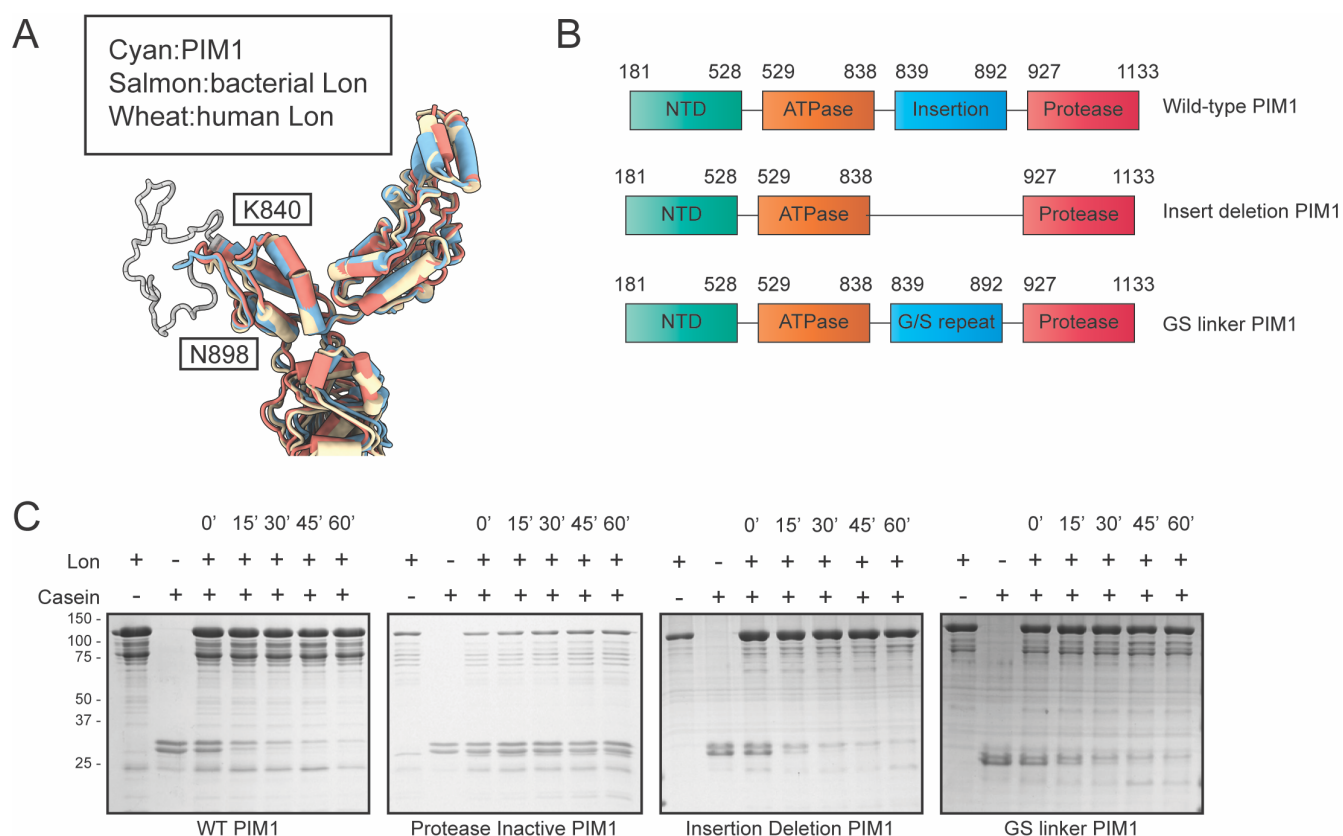 A
Cyan:PIM1
Salmon:bacterial Lon
Wheat:human Lon
K840
N898
B
181 528 529 838 839 892 927 1133
NTD ATPase Insertion Protease Wild-type PIM1
181 528 529 838 927 1133
NTD ATPase Protease Insert deletion PIM1
181 528 529 838 839 892 927 1133
NTD ATPase G/S repeat Protease GS linker PIM1
C
0' 15' 30' 45' 60' 0' 15' 30' 45' 60' 0' 15' 30' 45' 60' 0' 15' 30' 45' 60'
Lon + - + + + + + + - + + + + + + - + + + + + + - + + + + +
Casein - + + + + + + - + + + + + + - + + + + + + - + + + + + +
150 -
100 -
75 -
50 -
37 -
25 -
WT PIM1 Protease Inactive PIM1 Insertion Deletion PIM1 GS linker PIM1